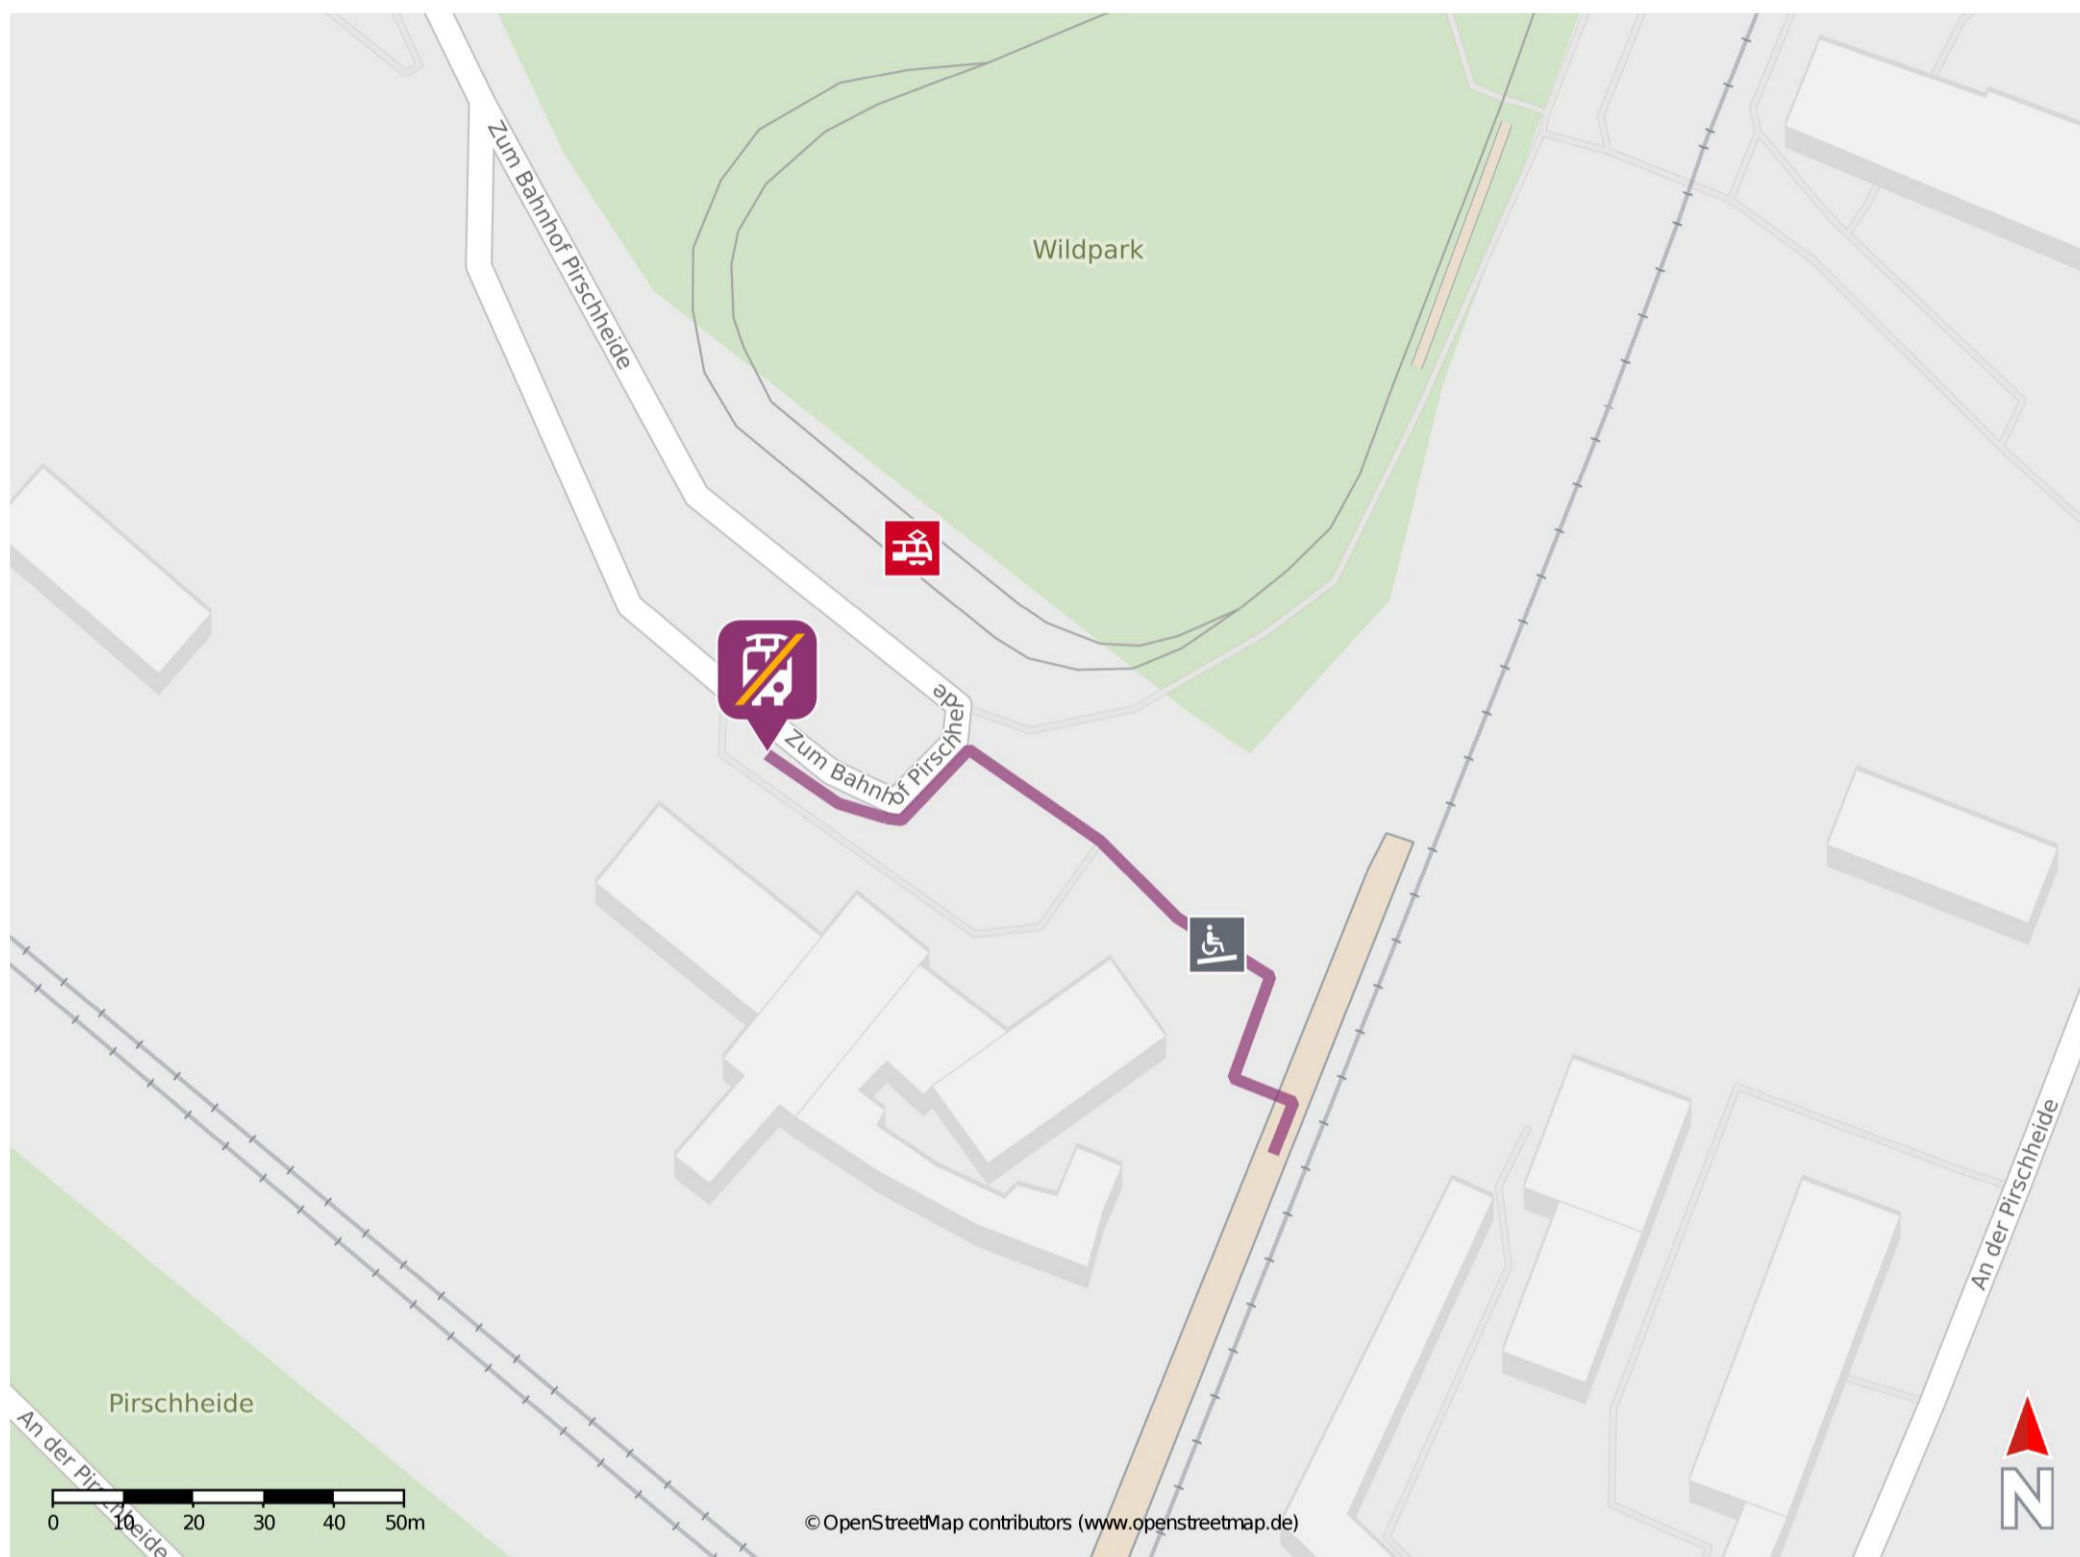 Zum Bahnhof Pirschheide
Wildpark
Zum Bahnhof Pirschheide
An der Pirschheide
Pirschheide
An der Pirschheide
0 10 20 30 40 50m
© OpenStreetMap contributors (www.openstreetmap.de)
N